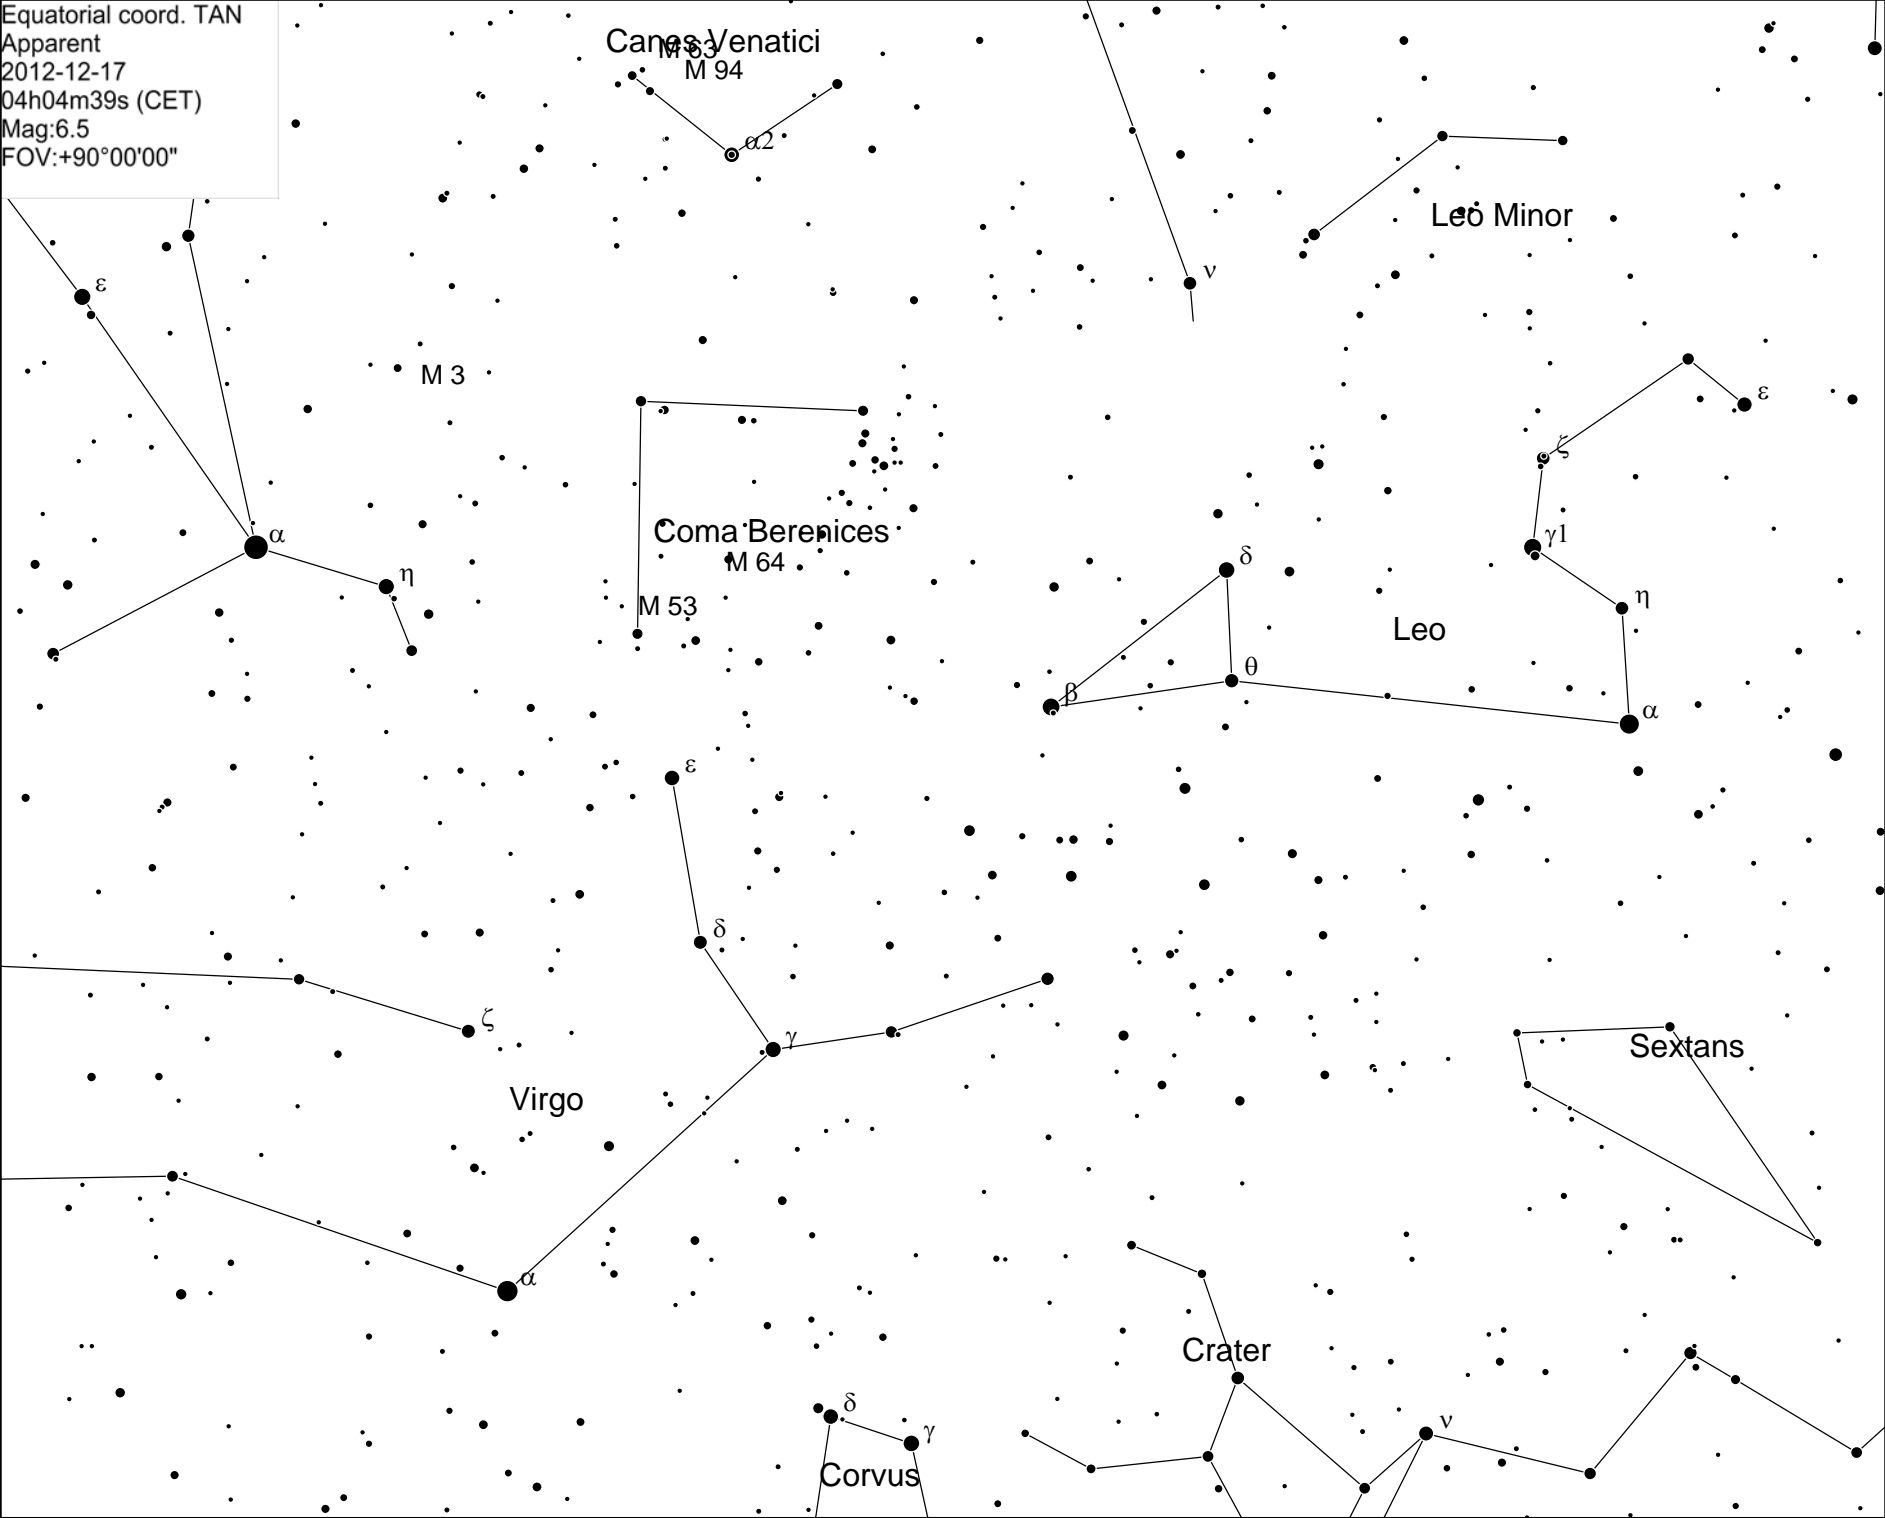 Equatorial coord. TAN
Apparent
2012-12-17
04h04m39s (CET)
Mag:6.5
FOV:+90°00'00"
Canes Venatici
M 63
M 94
α2
ν
Leo Minor
ε
M 3
ε
ζ
α
Coma Berenices
γ1
δ
M 64
η
η
M 53
Leo
θ
β
α
ε
δ
ζ
γ
Sextans
Virgo
α
Crater
δ
ν
γ
Corvus